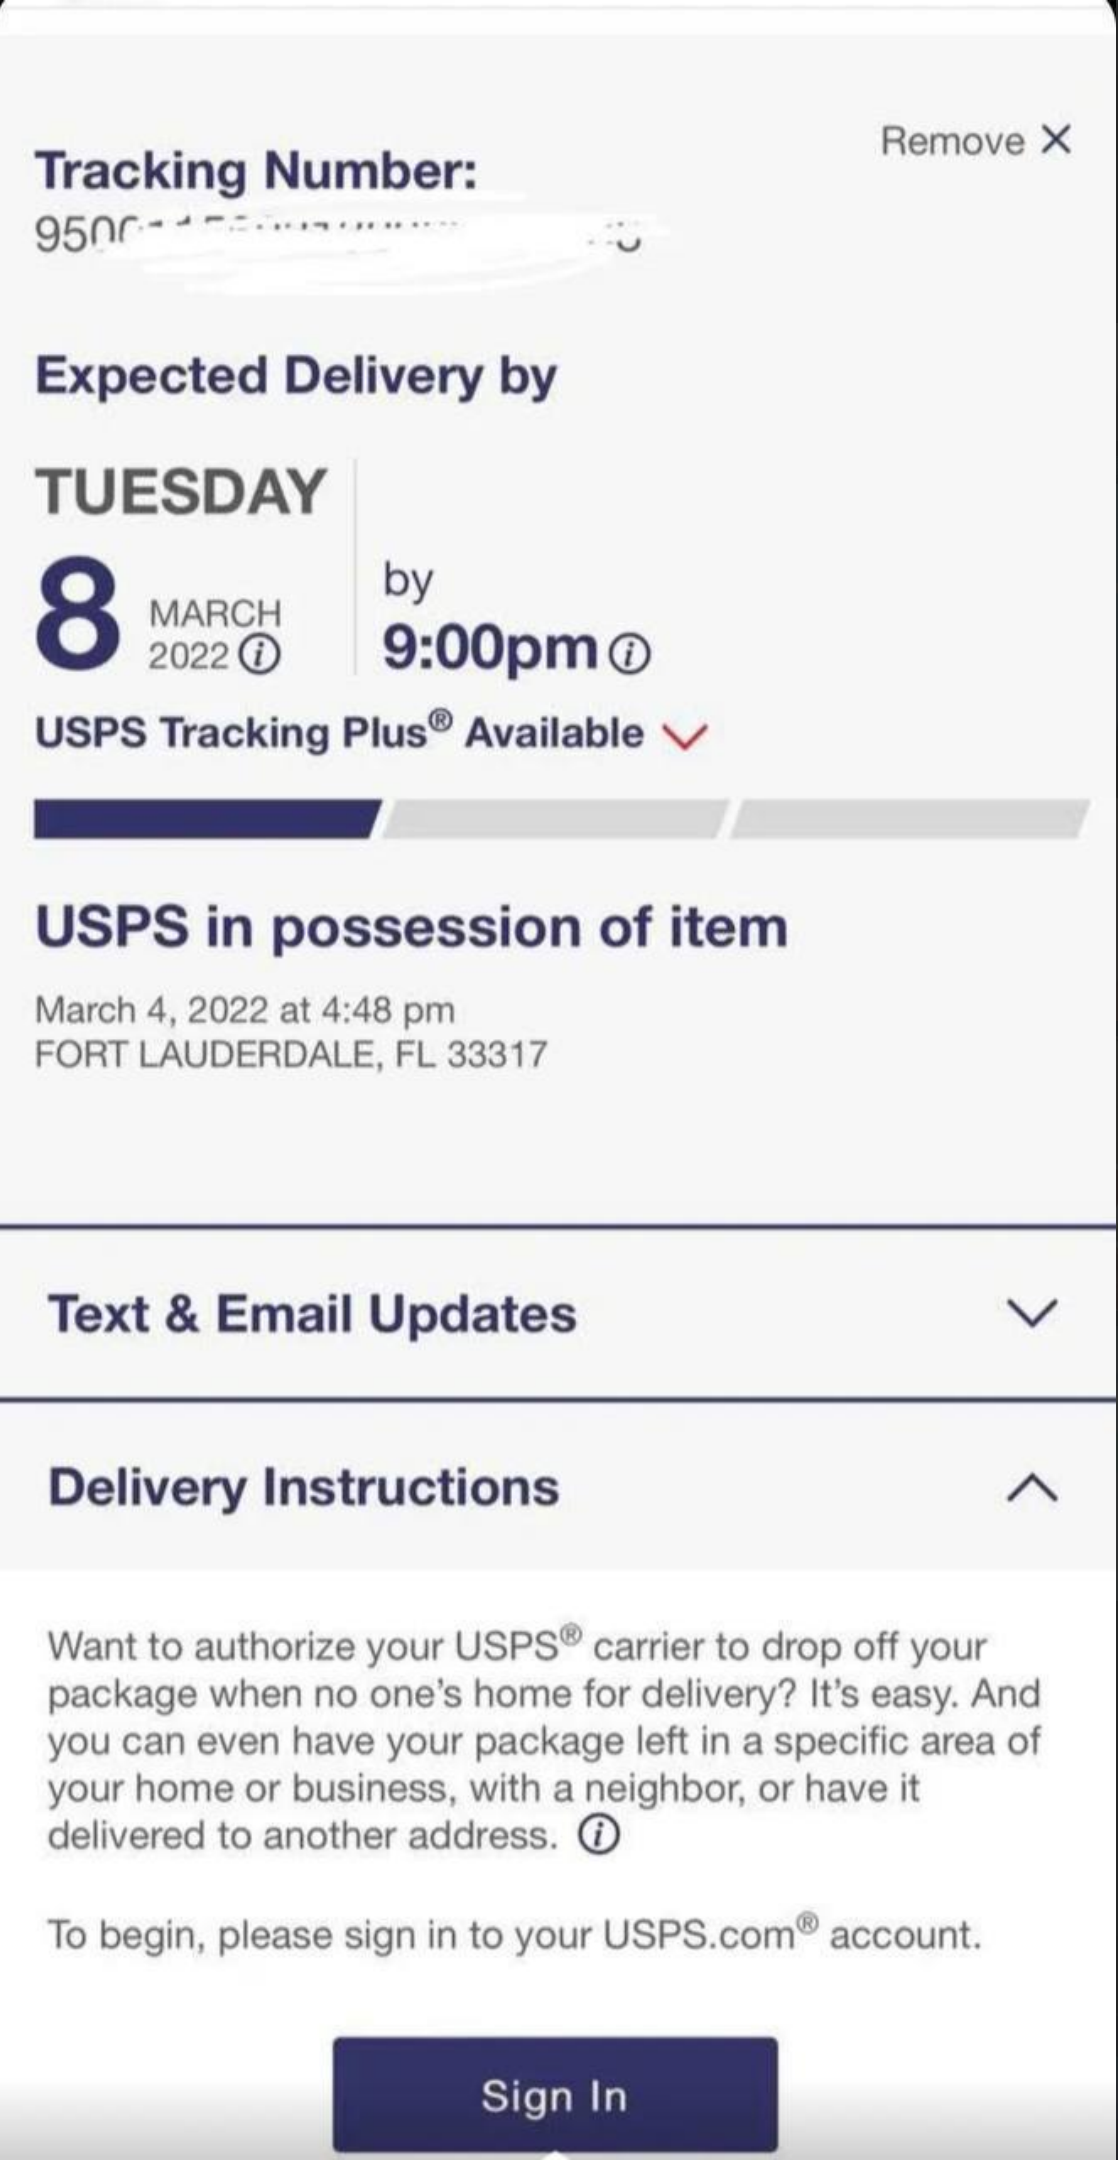 Remove ×
Tracking Number:
Expected Delivery by
TUESDAY
8 MARCH
2022
by
9:00pm
USPS Tracking Plus® Available
USPS in possession of item
March 4, 2022 at 4:48 pm
FORT LAUDERDALE, FL 33317
Text & Email Updates
Delivery Instructions
Want to authorize your USPS® carrier to drop off your
package when no one's home for delivery? It's easy. And
you can even have your package left in a specific area of
your home or business, with a neighbor, or have it
delivered to another address.
To begin, please sign in to your USPS.com® account.
Sign In